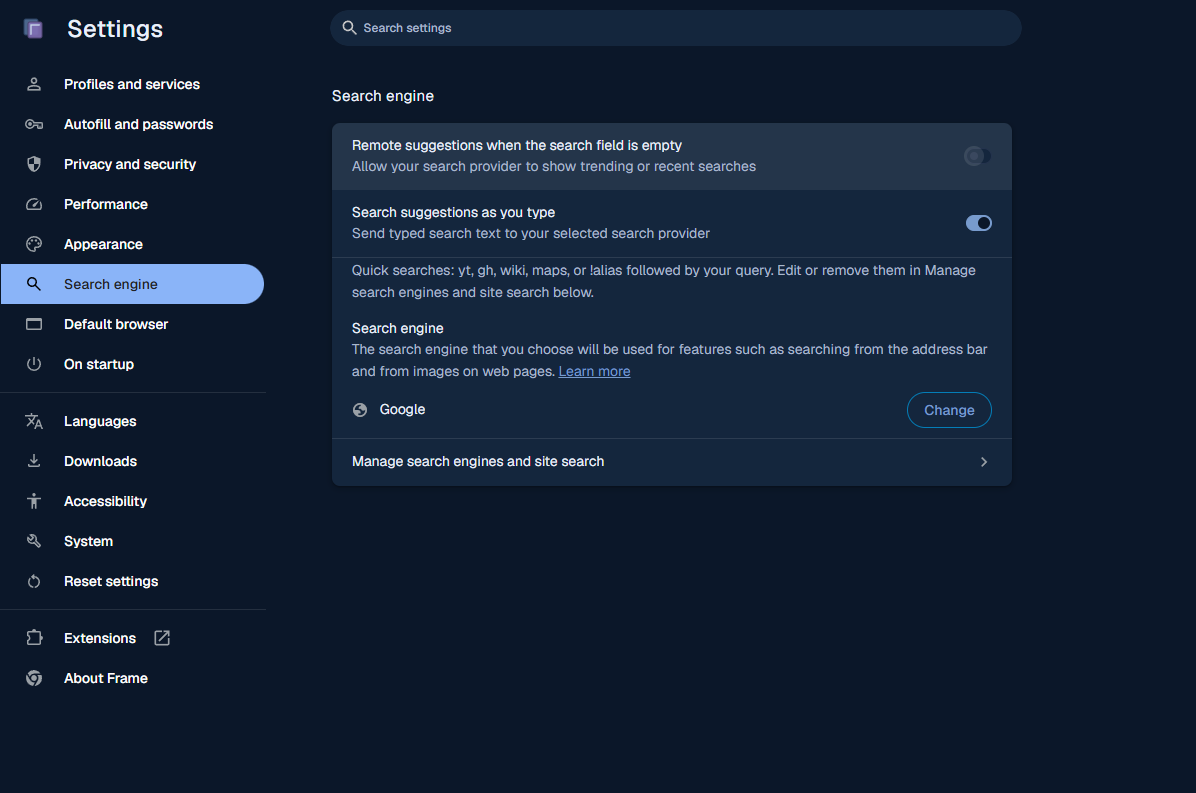 Settings
Search settings
Profiles and services
Autofill and passwords
Privacy and security
Performance
Appearance
Search engine
Default browser
On startup
Languages
Downloads
Accessibility
System
Reset settings
Extensions
About Frame
Search engine
Remote suggestions when the search field is empty
Allow your search provider to show trending or recent searches
Search suggestions as you type
Send typed search text to your selected search provider
Quick searches: yt, gh, wiki, maps, or !alias followed by your query. Edit or remove them in Manage
search engines and site search below.
Search engine
The search engine that you choose will be used for features such as searching from the address bar
and from images on web pages. Learn more
Google
Change
Manage search engines and site search